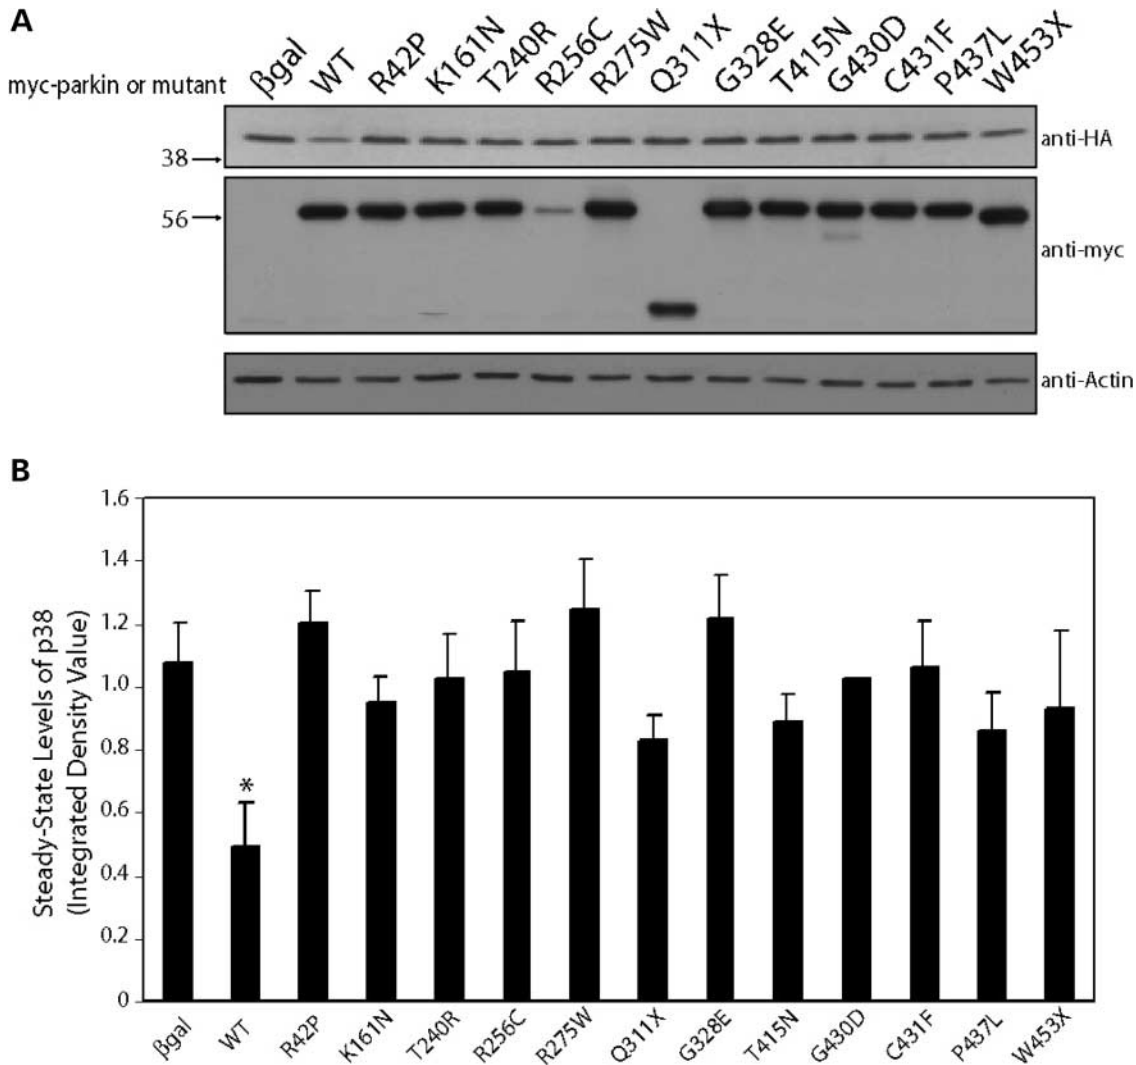 A
myc-parkin or mutant
βgal WT R42P K161N T240R R256C R275W Q311X G328E T415N G430D C431F P437L W453X
anti-HA
38
56
anti-myc
anti-Actin
B
Steady-State Levels of p38
(Integrated Density Value)
1.6
1.4
1.2
1.0
0.8
0.6
0.4
0.2
0
*
βgal WT R42P K161N T240R R256C R275W Q311X G328E T415N G430D C431F P437L W453X